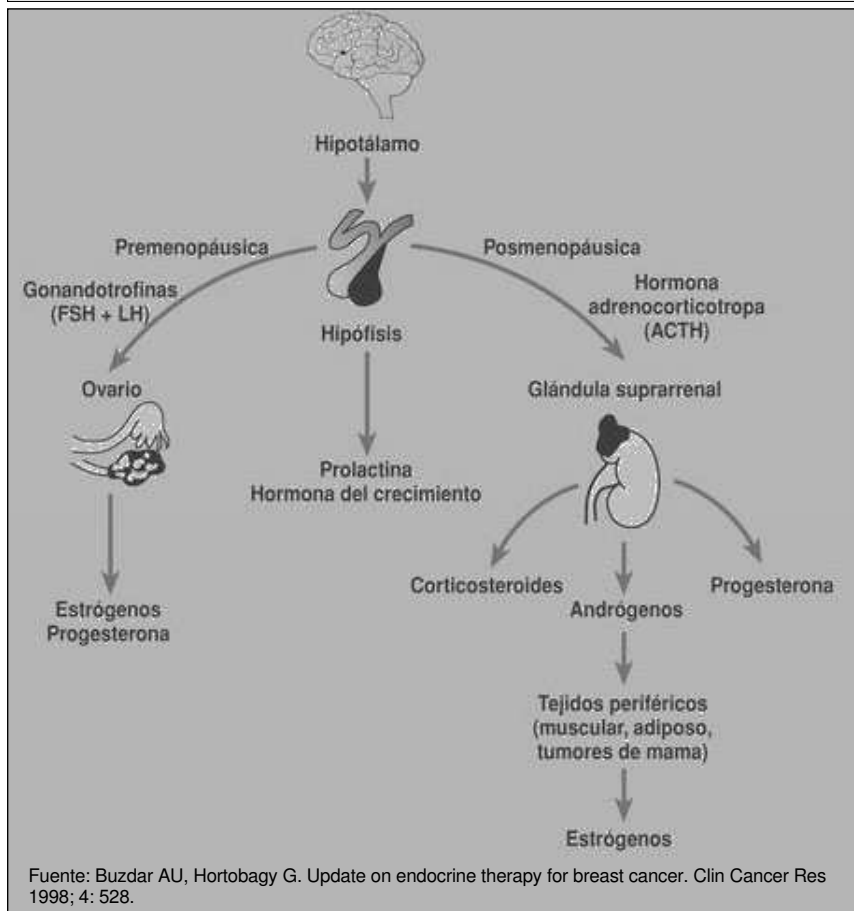 Hipotálamo
Premenopáusica
Posmenopáusica
Gonandotrofinas
(FSH + LH)
Hormona
adrenocorticotropa
(ACTH)
Hipófisis
Ovario
Glándula suprarrenal
Prolactina
Hormona del crecimiento
Corticosteroides
Andrógenos
Progesterona
Estrógenos
Progesterona
Tejidos periféricos
(muscular, adiposo,
tumores de mama)
Estrógenos
Fuente: Buzdar AU, Hortobagy G. Update on endocrine therapy for breast cancer. Clin Cancer Res
1998; 4: 528.